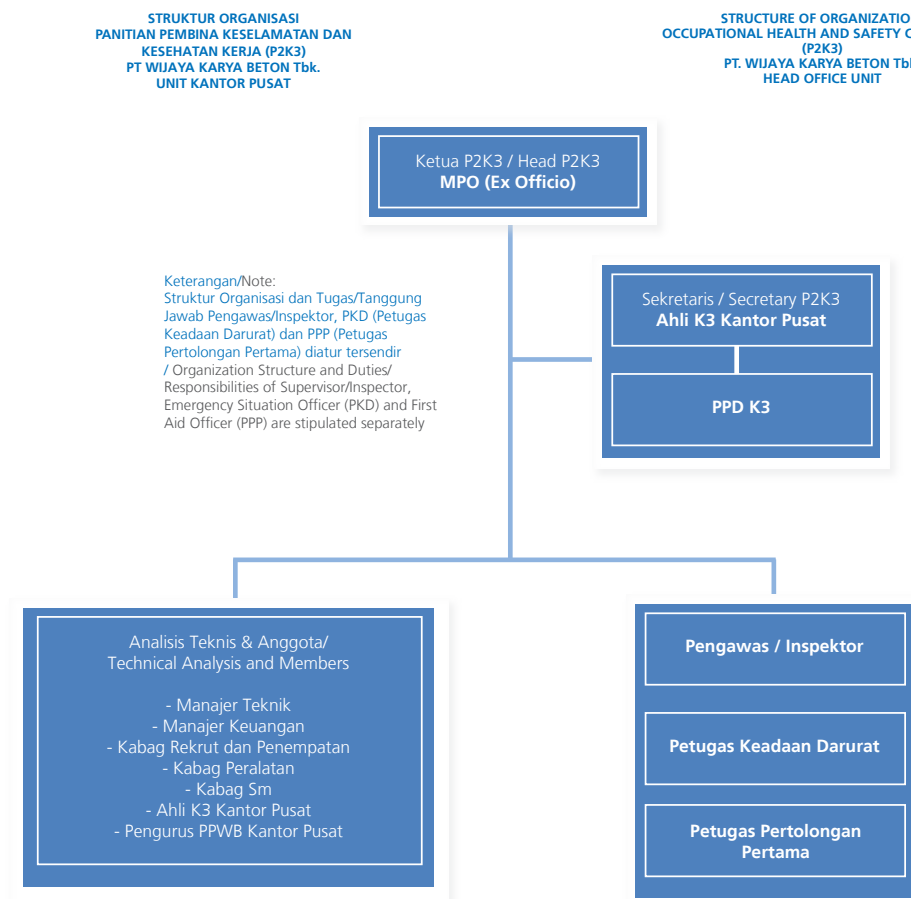 STRUKTUR ORGANISASI
PANITIAN PEMBINA KESELAMATAN DAN
KESEHATAN KERJA (P2K3)
PT WIJAYA KARYA BETON Tbk.
UNIT KANTOR PUSAT
STRUCTURE OF
OCCUPATIONAL HEALTH AND SAFETY
(P2K3)
PT. WIJAYA KARYA BETON
HEAD OFFICE UNIT
Ketua P2K3 / Head P2K3
MPO (Ex Officio)
Keterangan/Note:
Struktur Organisasi dan Tugas/Tanggung
Jawab Pengawas/Inspektor, PKD (Petugas
Keadaan Darurat) dan PPP (Petugas
Pertolongan Pertama) diatur tersendir
/ Organization Structure and Duties/
Responsibilities of Supervisor/Inspector,
Emergency Situation Officer (PKD) and First
Aid Officer (PPP) are stipulated separately
Sekretaris / Secretary P2K3
Ahli K3 Kantor Pusat
PPD K3
Analisis Teknis & Anggota/
Technical Analysis and Members
- Manajer Teknik
- Manajer Keuangan
- Kabag Rekrut dan Penempatan
- Kabag Peralatan
- Kabag Sm
- Ahli K3 Kantor Pusat
- Pengurus PPWB Kantor Pusat
Pengawas / Inspektor
Petugas Keadaan Darurat
Petugas Pertolongan
Pertama